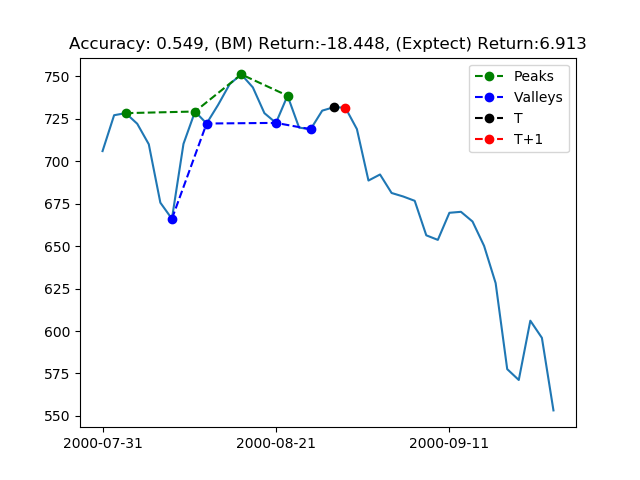 Accuracy: 0.549, (BM) Return:-18.448, (Exptect) Return:6.913
Peaks
Valleys
T
T+1
750
725
700
675
650
625
600
575
550
2000-07-31
2000-08-21
2000-09-11